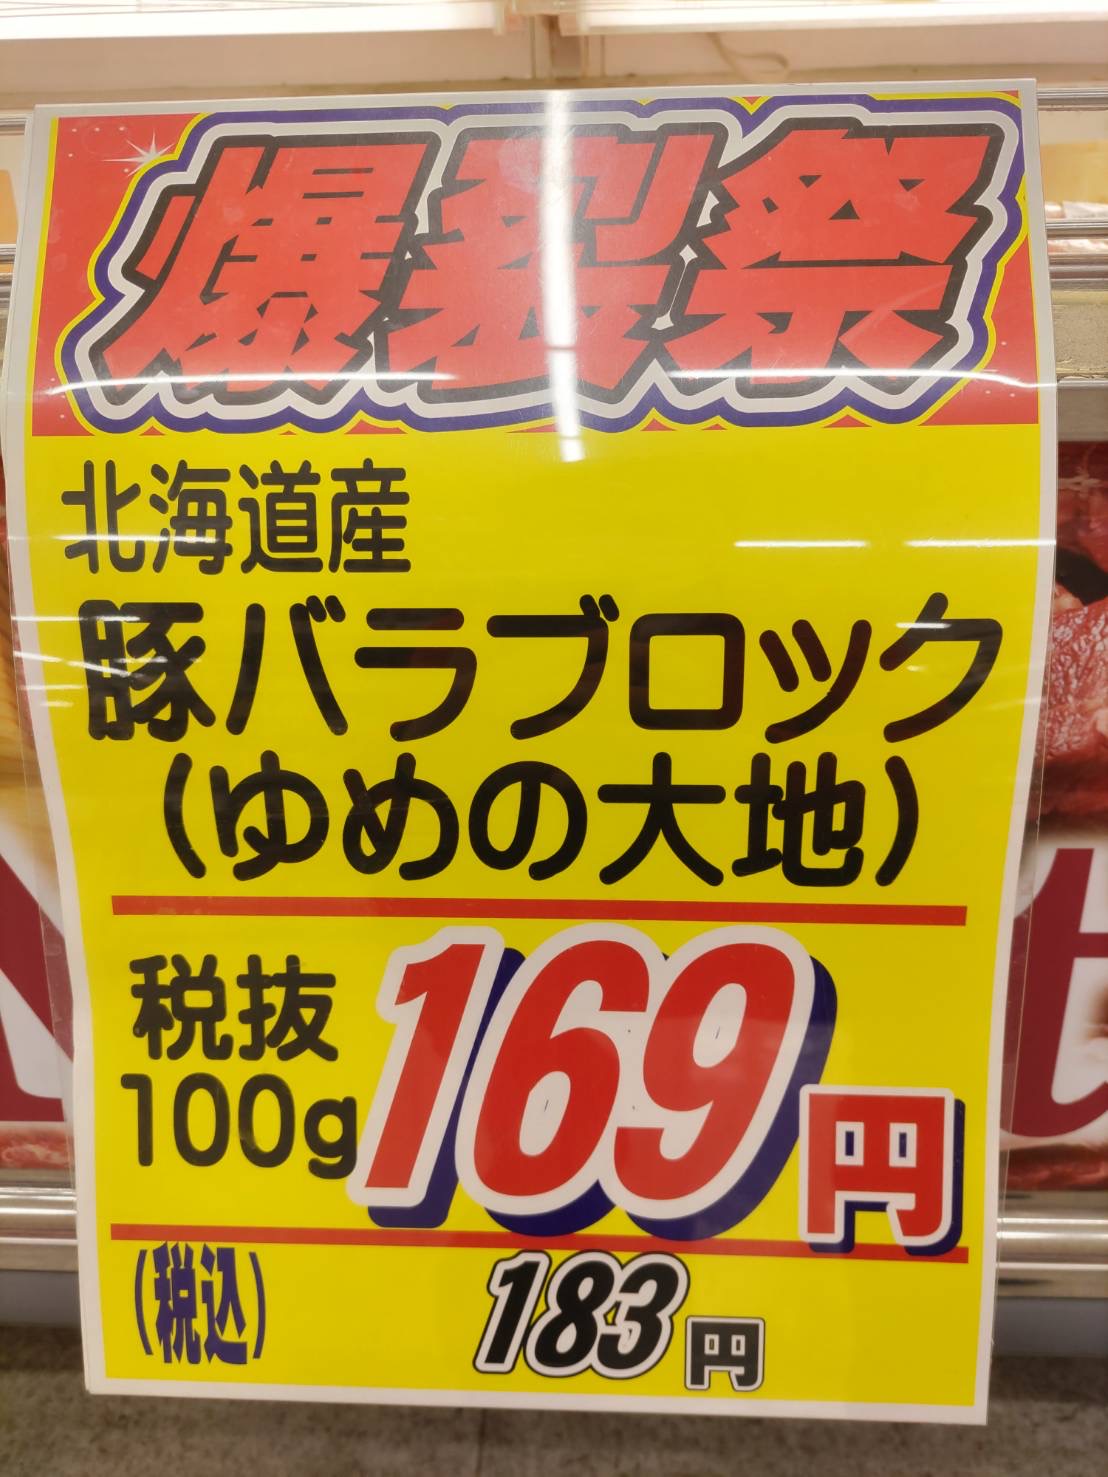 爆裂祭
北海道産
豚バラブロック
(ゆめの大地)
税抜
100g
169円
(税込)
183円